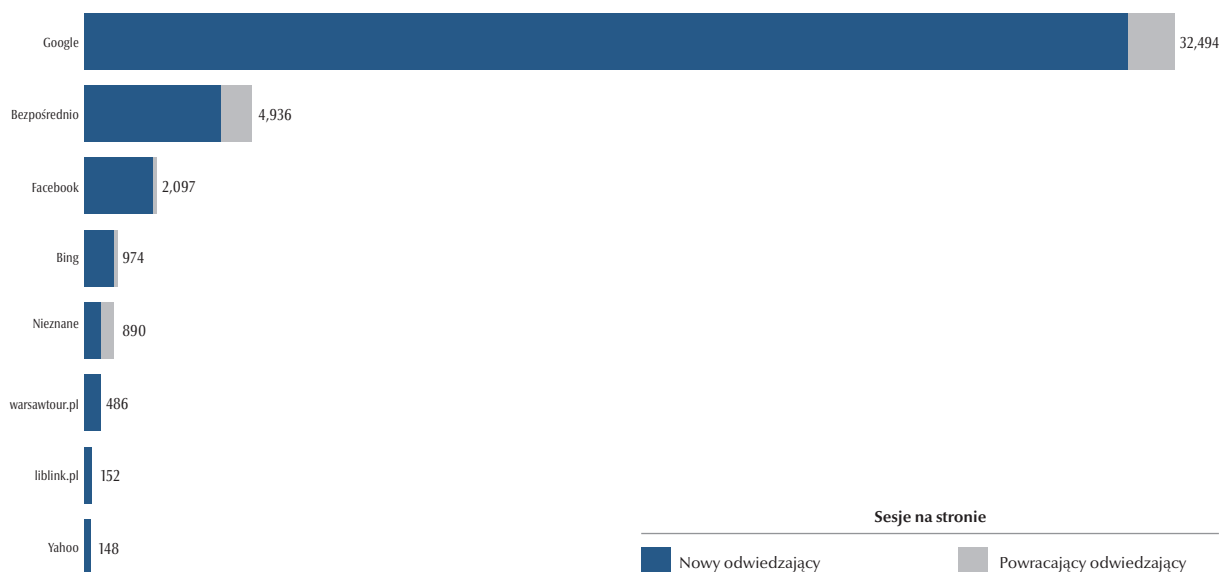 Google
32,494
Bezpośrednio
4,936
Facebook
2,097
Bing
974
Nieznane
890
warsawtour.pl
486
liblink.pl
152
Yahoo
148
Sesje na stronie
Nowy odwiedzający
Powracający odwiedzający